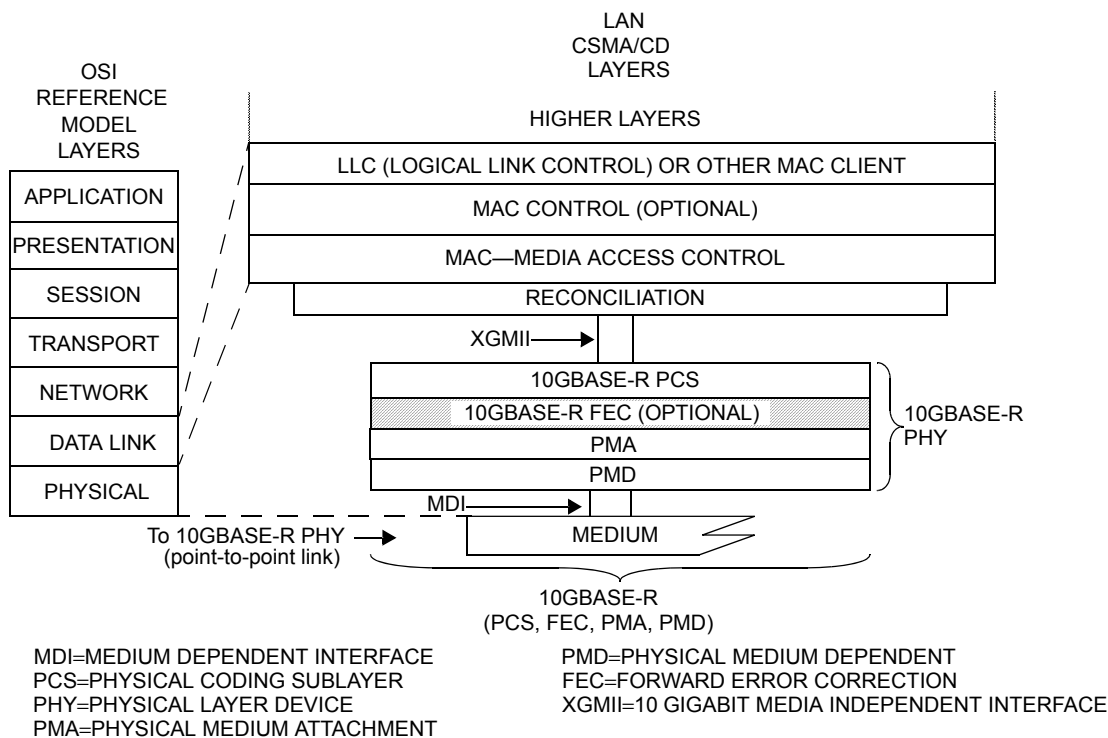 LAN
CSMA/CD
LAYERS
OSI
REFERENCE
MODEL
LAYERS
HIGHER LAYERS
LLC (LOGICAL LINK CONTROL) OR OTHER MAC CLIENT
APPLICATION
MAC CONTROL (OPTIONAL)
PRESENTATION
MAC—MEDIA ACCESS CONTROL
SESSION
RECONCILIATION
TRANSPORT
XGMII
NETWORK
10GBASE-R PCS
10GBASE-R FEC (OPTIONAL)
10GBASE-R
PHY
DATA LINK
PMA
PMD
PHYSICAL
MDI
To 10GBASE-R PHY
(point-to-point link)
MEDIUM
10GBASE-R
(PCS, FEC, PMA, PMD)
MDI=MEDIUM DEPENDENT INTERFACE
PCS=PHYSICAL CODING SUBLAYER
PHY=PHYSICAL LAYER DEVICE
PMA=PHYSICAL MEDIUM ATTACHMENT
PMD=PHYSICAL MEDIUM DEPENDENT
FEC=FORWARD ERROR CORRECTION
XGMII=10 GIGABIT MEDIA INDEPENDENT INTERFACE